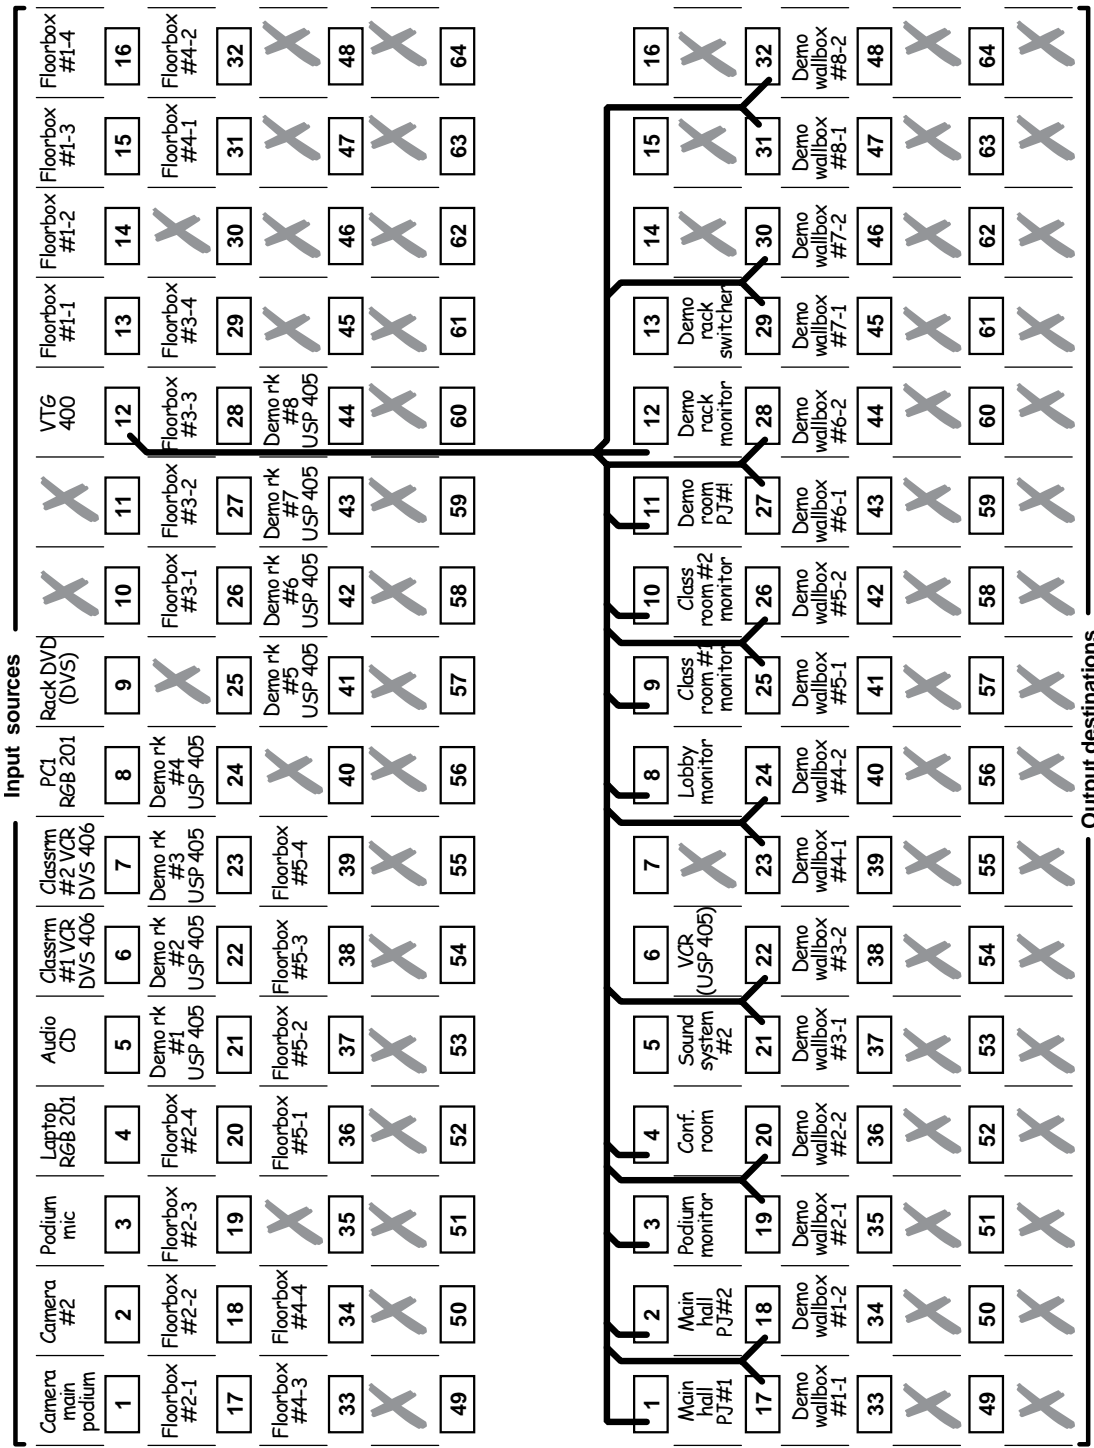 Input sources
Camera
main
podium
Camera
#2
Podium
mic
Laptop
RGB 201
Audio
CD
Classrm
#1 VCR
DVS 406
Classrm
#2 VCR
DVS 406
PC1
RGB 201
Rack DVD
(DVS)
VTG
400
Floorbox
#1-1
Floorbox
#1-2
Floorbox
#1-3
Floorbox
#1-4
1 2 3 4 5 6 7 8 9 10 11 12 13 14 15 16
Floorbox
#2-1
Floorbox
#2-2
Floorbox
#2-3
Floorbox
#2-4
Demo rk
#1
USP 405
Demo rk
#2
USP 405
Demo rk
#3
USP 405
Demo rk
#4
USP 405
Floorbox
#3-1
Floorbox
#3-2
Floorbox
#3-3
Floorbox
#3-4
Floorbox
#4-1
Floorbox
#4-2
17 18 19 20 21 22 23 24 25 26 27 28 29 30 31 32
Floorbox
#4-3
Floorbox
#4-4
Floorbox
#5-1
Floorbox
#5-2
Floorbox
#5-3
Floorbox
#5-4
Demo rk
#5
USP 405
Demo rk
#6
USP 405
Demo rk
#7
USP 405
Demo rk
#8
USP 405
33 34 35 36 37 38 39 40 41 42 43 44 45 46 47 48
49 50 51 52 53 54 55 56 57 58 59 60 61 62 63 64
1 2 3 4 5 6 7 8 9 10 11 12 13 14 15 16
Main
hall
PJ#1
Main
hall
PJ#2
Podium
monitor
Conf.
room
Sound
system
#2
VCR
(USP 405)
Lobby
monitor
Class
room #1
monitor
Class
room #2
monitor
Demo
room
PJ#!
Demo
rack
monitor
Demo
rack
switcher
17 18 19 20 21 22 23 24 25 26 27 28 29 30 31 32
Demo
wallbox
#1-1
Demo
wallbox
#1-2
Demo
wallbox
#2-1
Demo
wallbox
#2-2
Demo
wallbox
#3-1
Demo
wallbox
#3-2
Demo
wallbox
#4-1
Demo
wallbox
#4-2
Demo
wallbox
#5-1
Demo
wallbox
#5-2
Demo
wallbox
#6-1
Demo
wallbox
#6-2
Demo
wallbox
#7-1
Demo
wallbox
#7-2
Demo
wallbox
#8-1
Demo
wallbox
#8-2
33 34 35 36 37 38 39 40 41 42 43 44 45 46 47 48
49 50 51 52 53 54 55 56 57 58 59 60 61 62 63 64
Output destinations